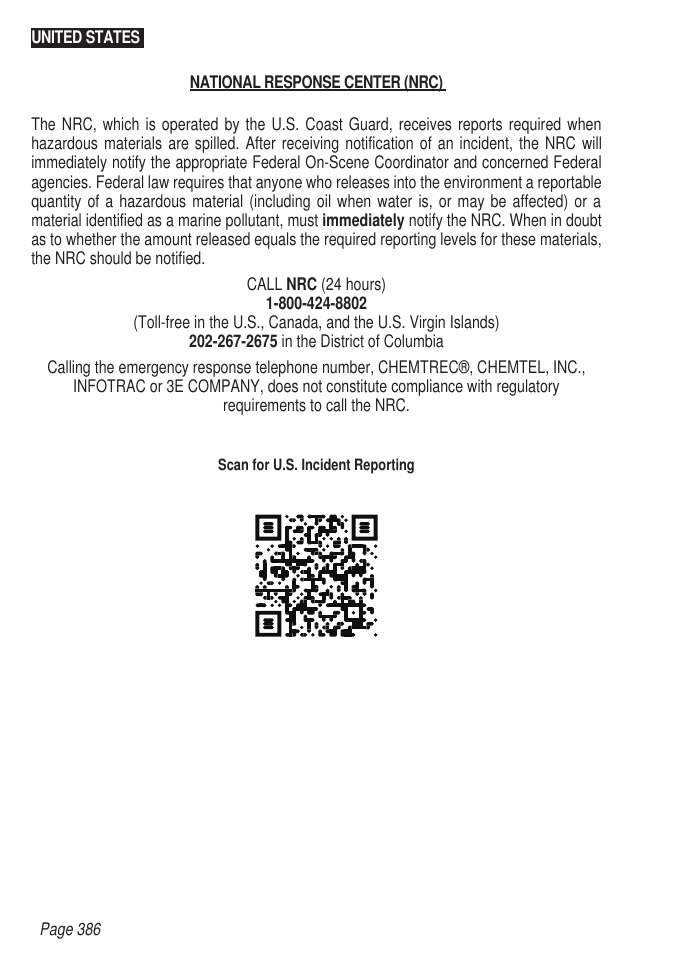 UNITED STATES
NATIONAL RESPONSE CENTER (NRC)
The NRC, which is operated by the U.S. Coast Guard, receives reports required when
hazardous materials are spilled. After receiving notification of an incident, the NRC will
immediately notify the appropriate Federal On-Scene Coordinator and concerned Federal
agencies. Federal law requires that anyone who releases into the environment a reportable
quantity of a hazardous material (including oil when water is, or may be affected) or a
material identified as a marine pollutant, must immediately notify the NRC. When in doubt
as to whether the amount released equals the required reporting levels for these materials,
the NRC should be notified.
CALL NRC (24 hours)
1-800-424-8802
(Toll-free in the U.S., Canada, and the U.S. Virgin Islands)
202-267-2675 in the District of Columbia
Calling the emergency response telephone number, CHEMTREC®, CHEMTEL, INC.,
INFOTRAC or 3E COMPANY, does not constitute compliance with regulatory
requirements to call the NRC.
Scan for U.S. Incident Reporting
Page 386